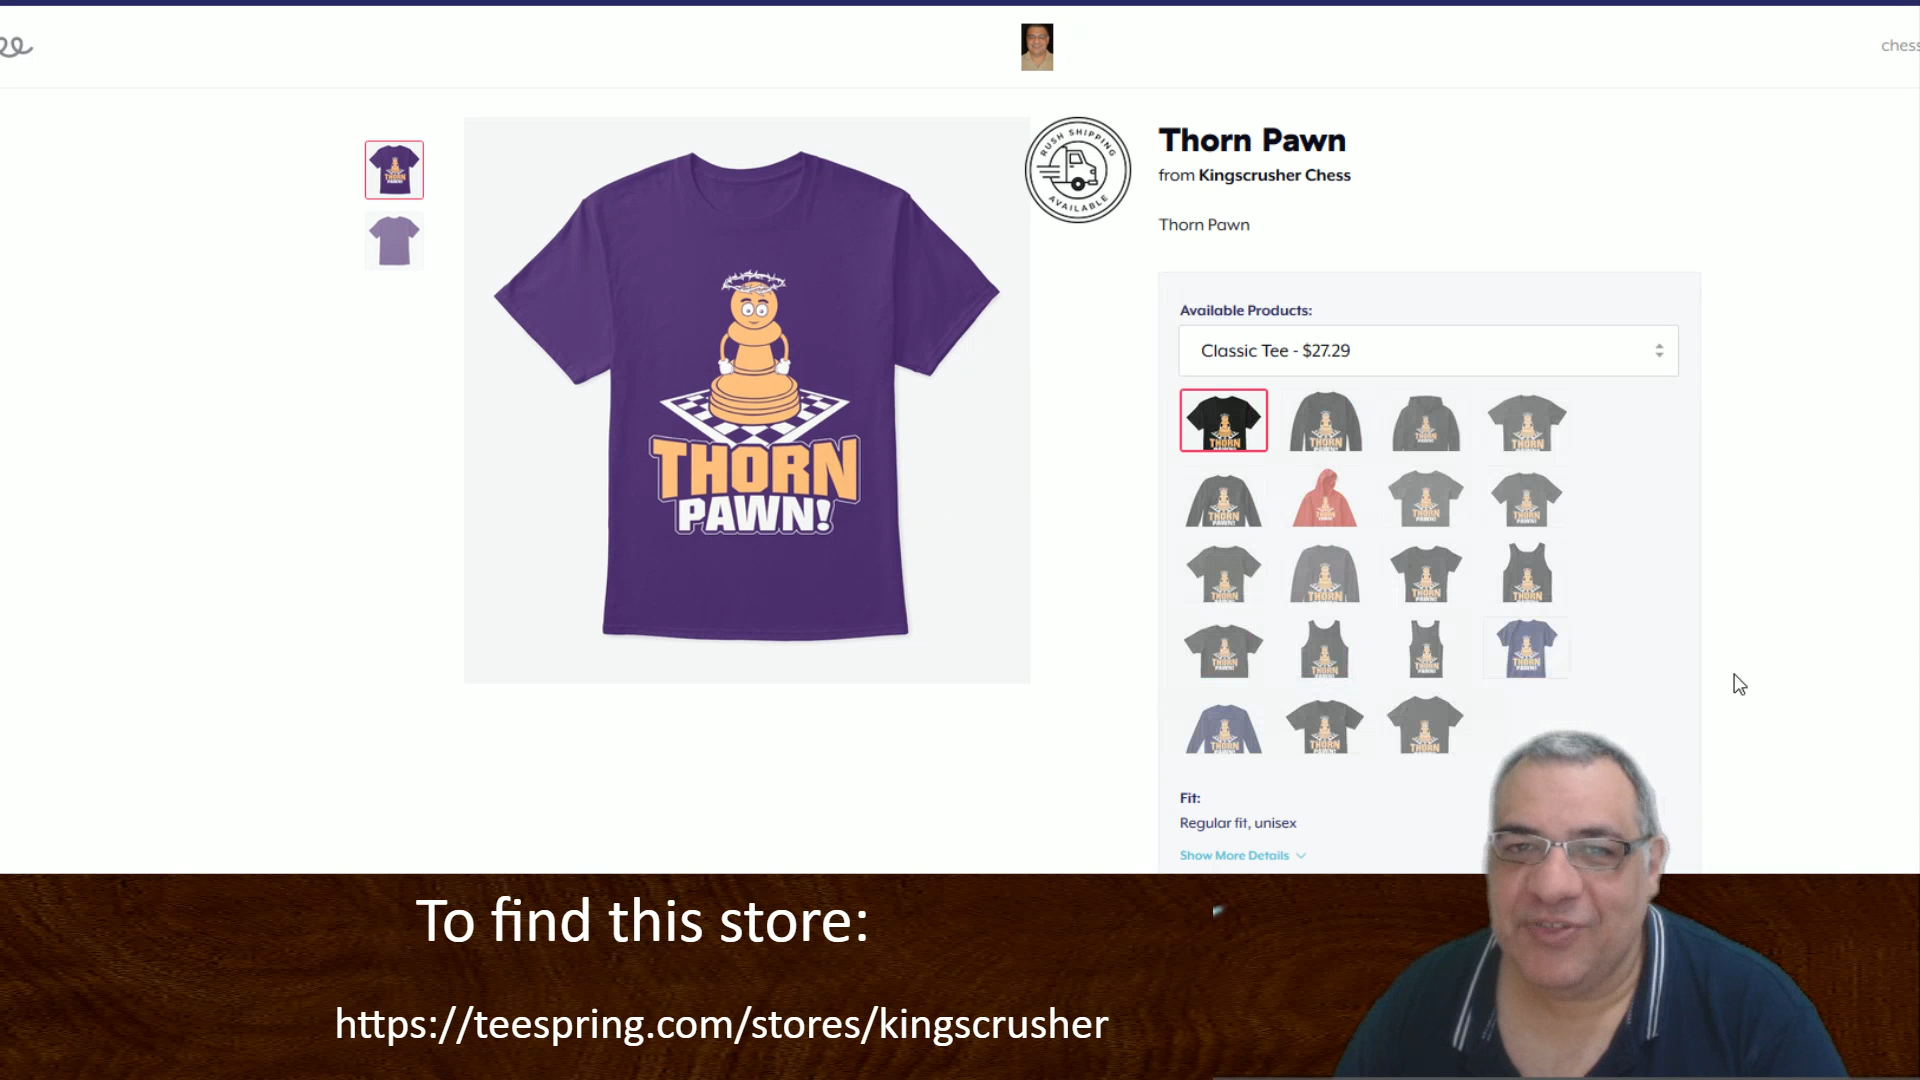 chess
RUSH SHIPPING
AVAILABLE
Thorn Pawn
from Kingscrusher Chess
Thorn Pawn
THORN
PAWN!
Available Products:
Classic Tee - $27.29
Fit:
Regular fit, unisex
Show More Details
To find this store:
https://teespring.com/stores/kingscrusher